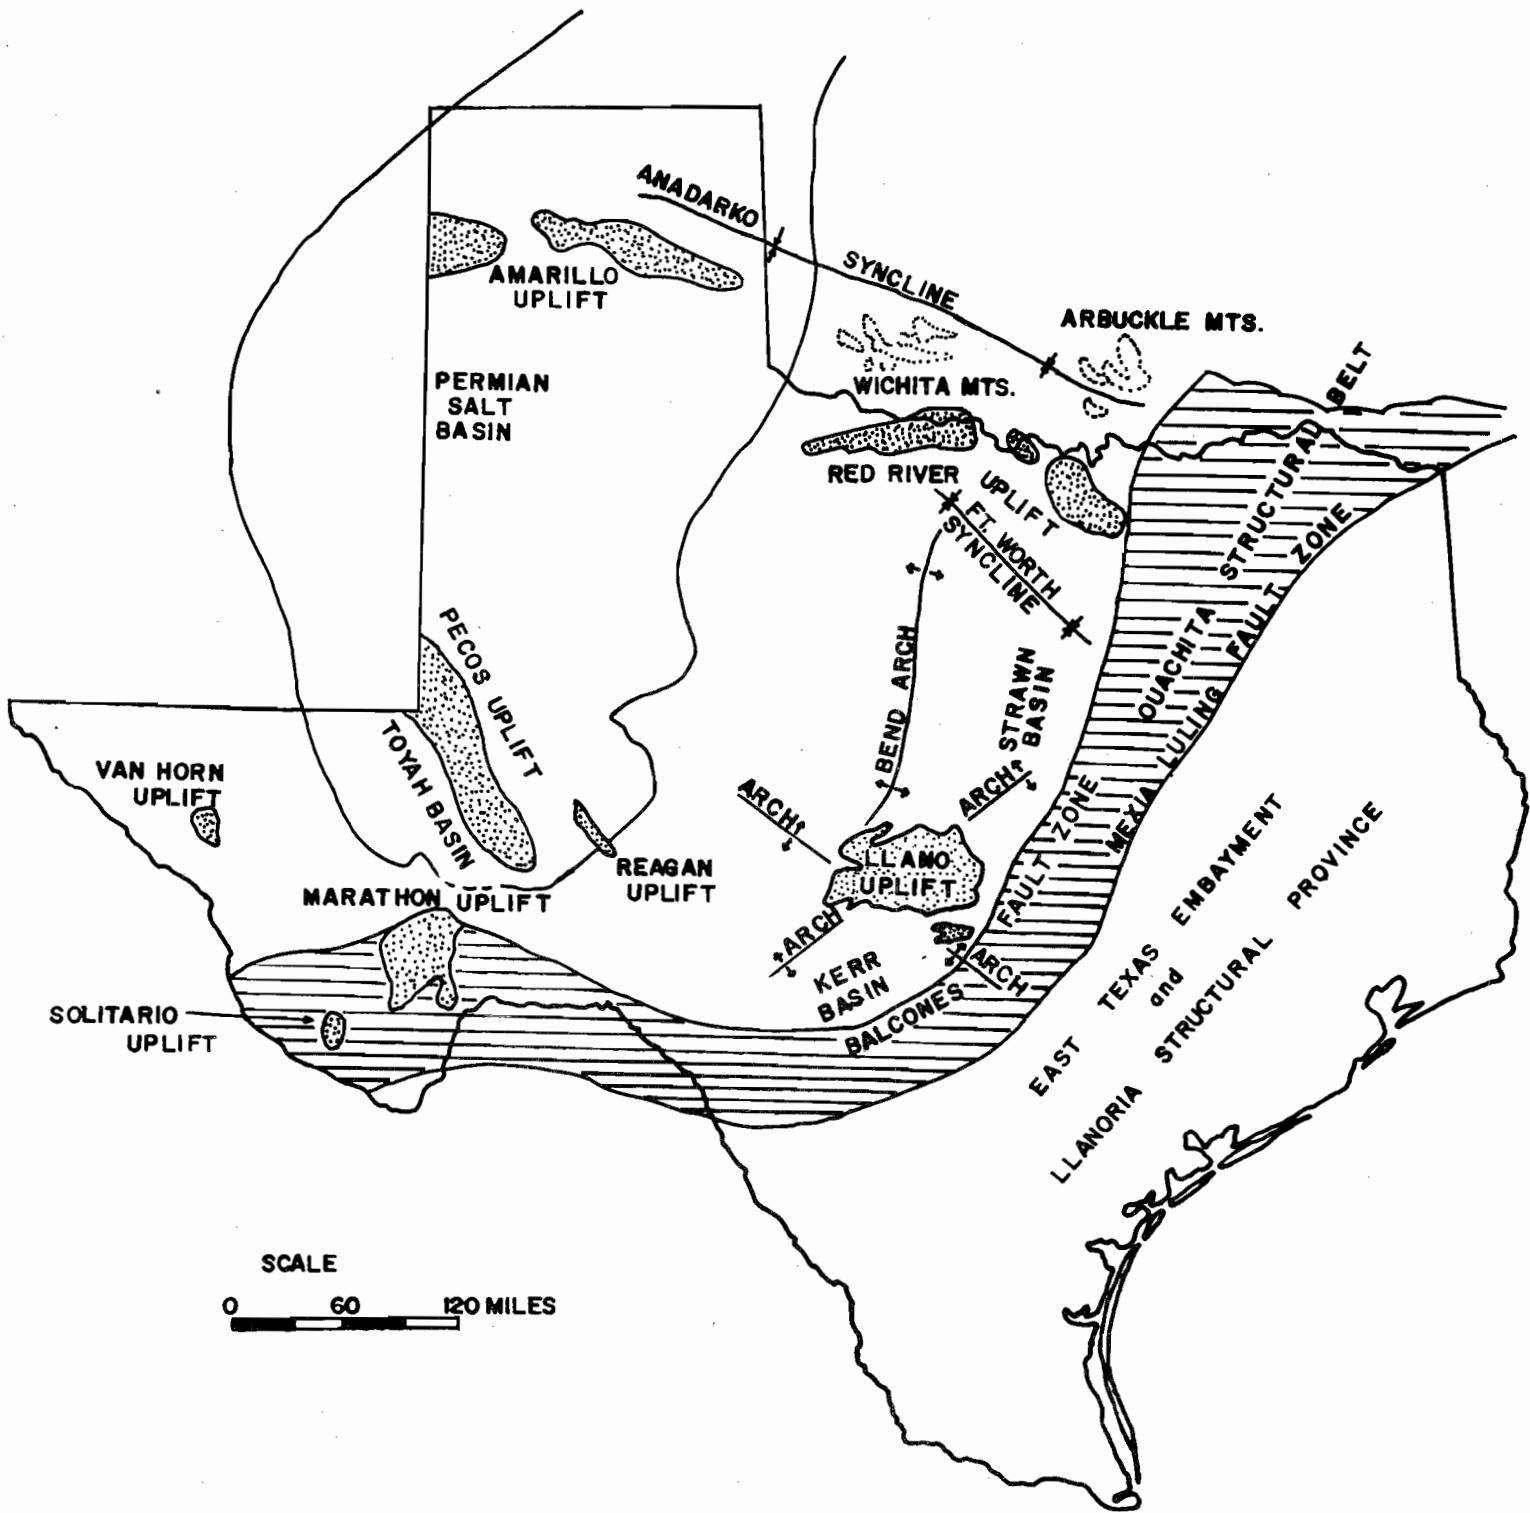 ANADARKO
SYNCLINE
AMARILLO
UPLIFT
ARBUCKLE MTS.
WICHITA MTS.
PERMIAN
SALT
BASIN
RED RIVER
UPLIFT
FT. WORTH
SYNCLINE
OUACHITA STRUCTURAL BELT
MEXIA LULING FAULT ZONE
PECOS UPLIFT
TOYAH BASIN
BEND ARCH
STRAWN
BASIN
VAN HORN
UPLIFT
ARCH
ARCH
LLANO
UPLIFT
REAGAN
UPLIFT
MARATHON UPLIFT
ARCH
ARCH
KERR
BASIN
BALCONES FAULT ZONE
SOLITARIO
UPLIFT
EAST TEXAS EMBAYMENT
and
LLANORIA STRUCTURAL PROVINCE
SCALE
0 60 120 MILES